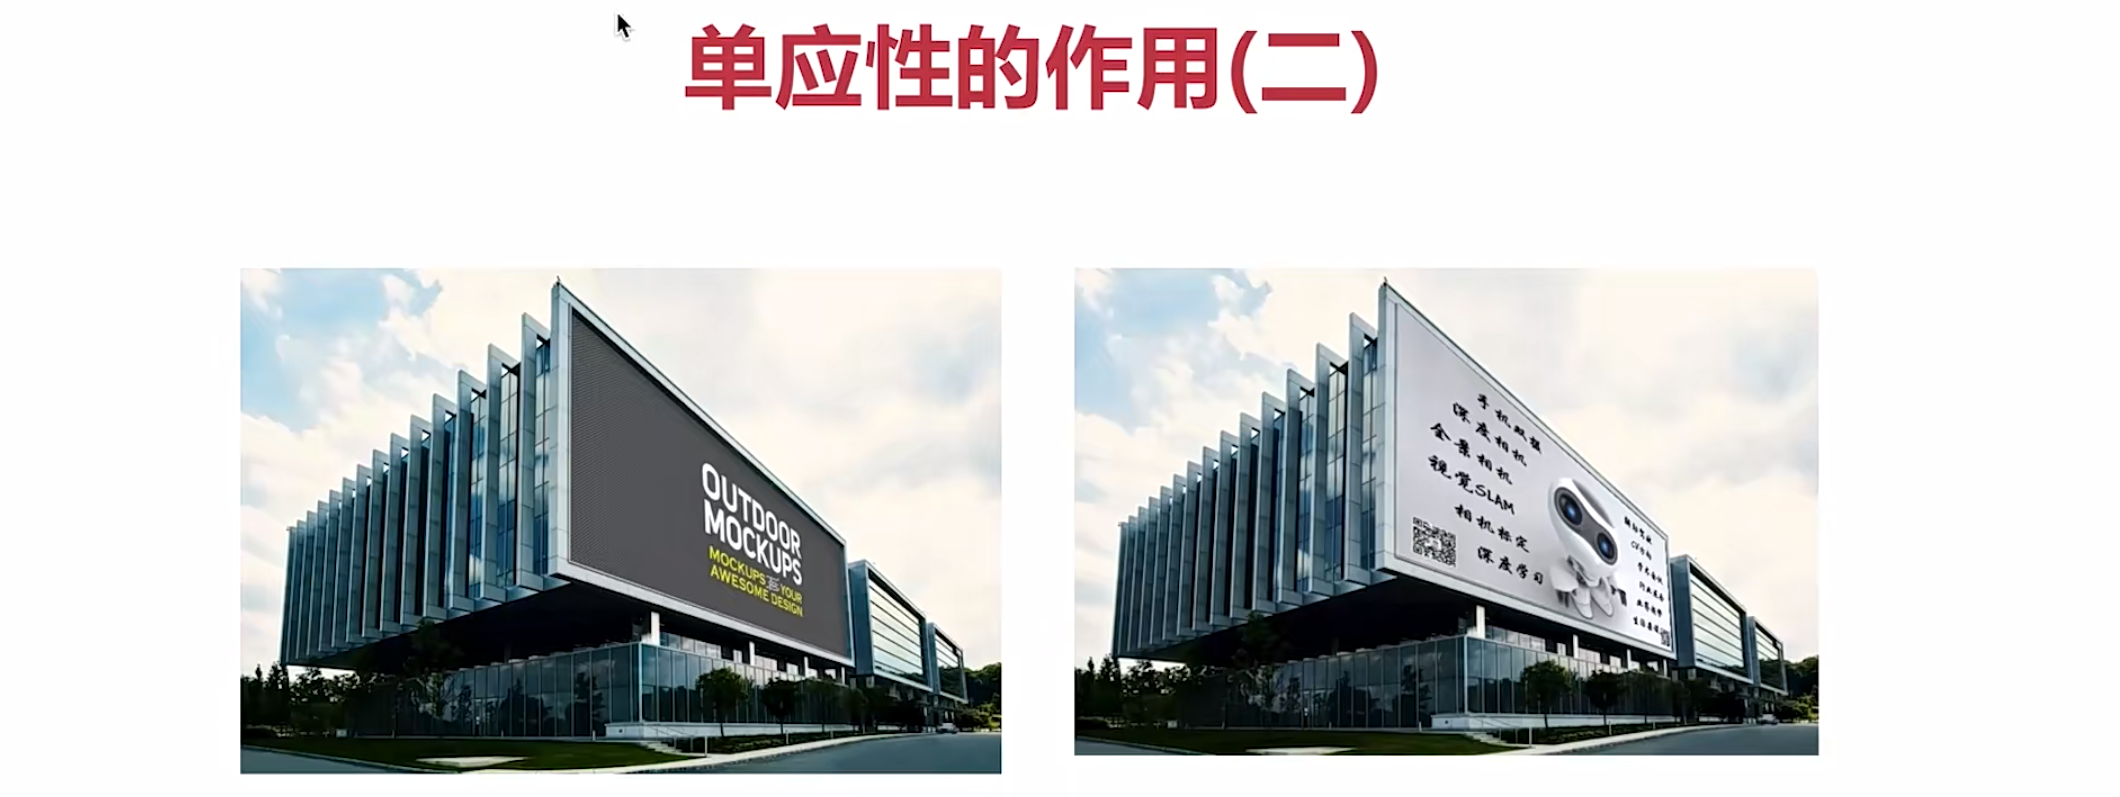 单应性的作用(二)
OUTDOOR
MOCKUPS
MOCKUPS YOUR
AWESOME DESIGN
手机双摄
深度相机
全景相机
视觉SLAM
相机标定
深度学习